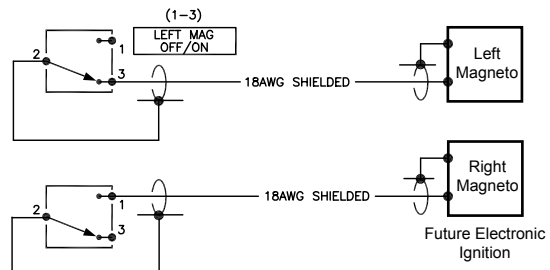 (1-3)
LEFT MAG
OFF/ON
1
2
3
18AWG SHIELDED
Left
Magneto
1
2
3
18AWG SHIELDED
Right
Magneto
Future Electronic
Ignition